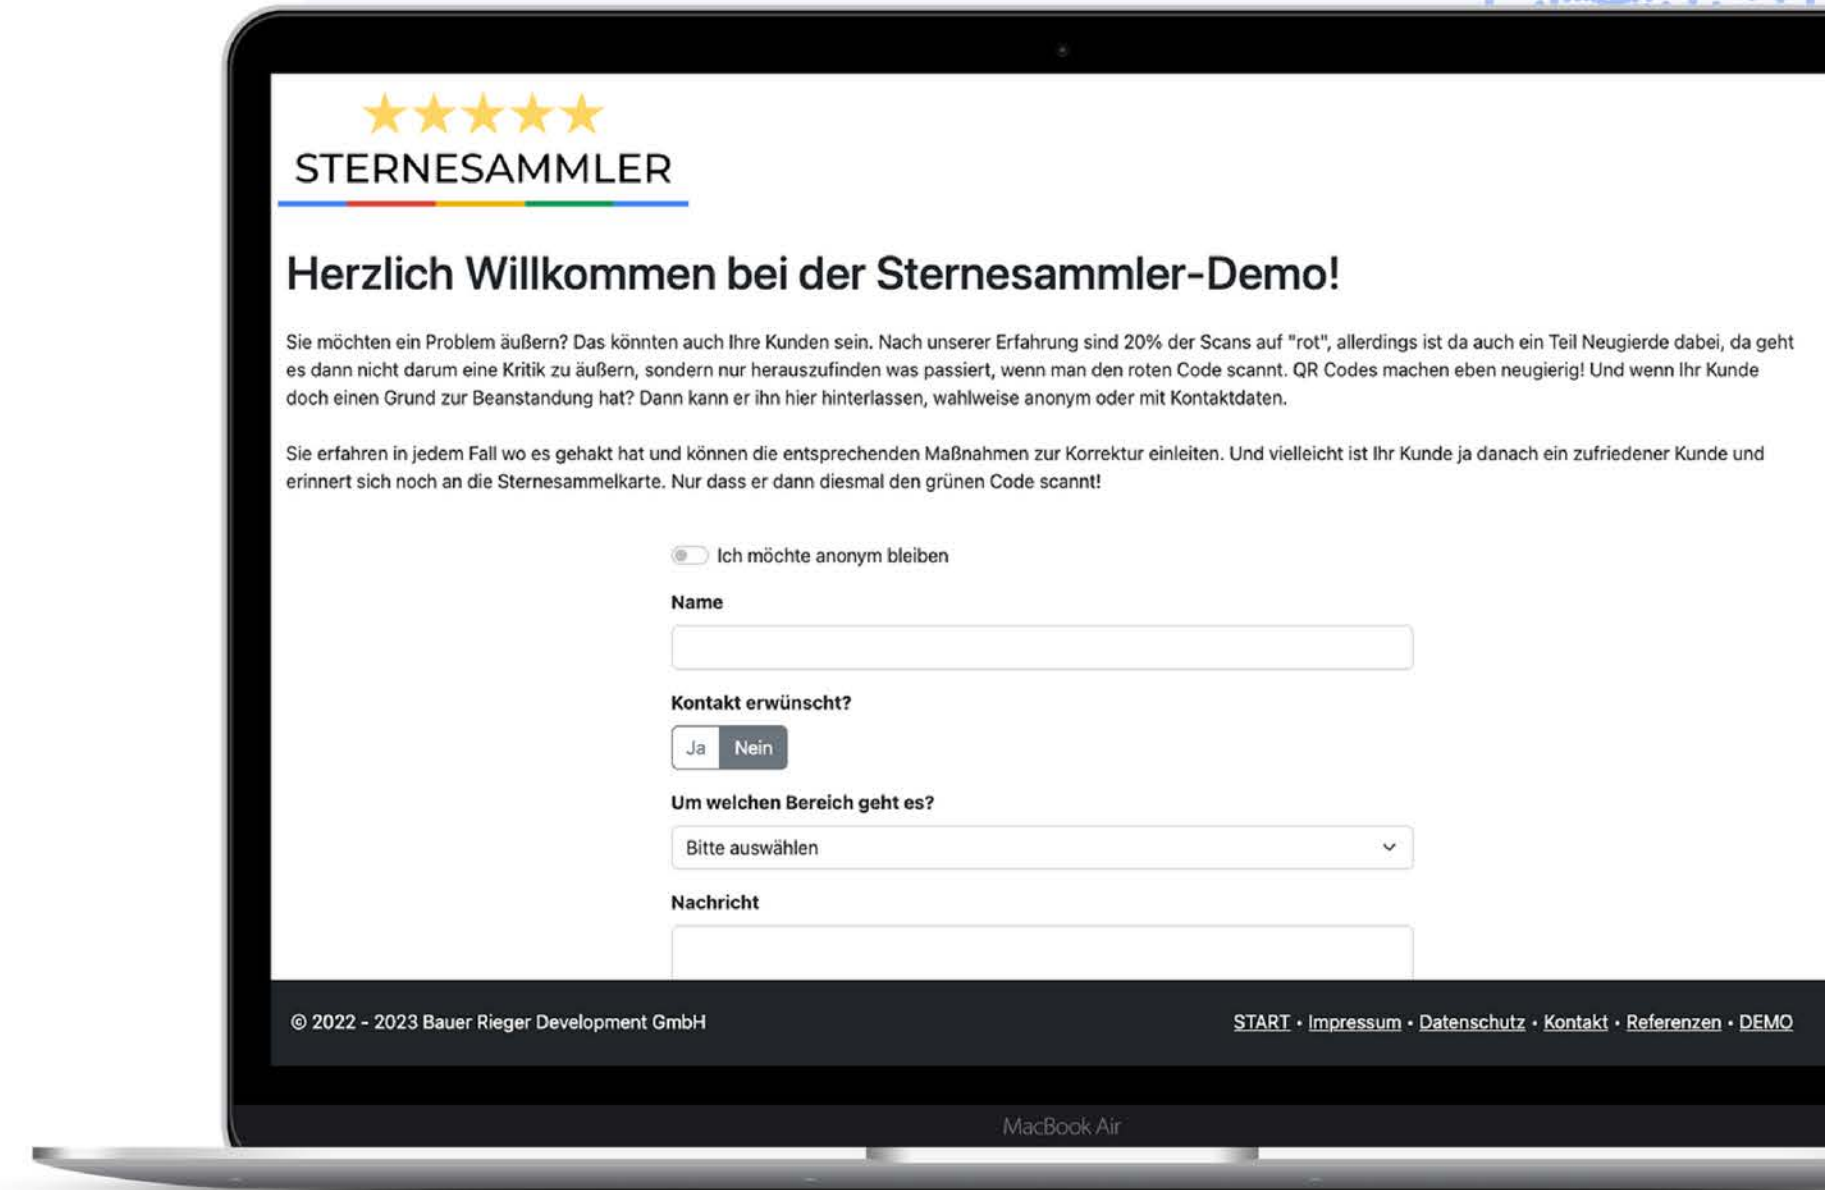 STERNESAMMLER
Herzlich Willkommen bei der Sternesammler-Demo!
Sie möchten ein Problem äußern? Das könnten auch Ihre Kunden sein. Nach unserer Erfahrung sind 20% der Scans auf "rot", allerdings ist da auch ein Teil Neugierde dabei, da geht
es dann nicht darum eine Kritik zu äußern, sondern nur herauszufinden was passiert, wenn man den roten Code scannt. QR Codes machen eben neugierig! Und wenn Ihr Kunde
doch einen Grund zur Beanstandung hat? Dann kann er ihn hier hinterlassen, wahlweise anonym oder mit Kontaktdaten.
Sie erfahren in jedem Fall wo es gehakt hat und können die entsprechenden Maßnahmen zur Korrektur einleiten. Und vielleicht ist Ihr Kunde ja danach ein zufriedener Kunde und
erinnert sich noch an die Sternesammelkarte. Nur dass er dann diesmal den grünen Code scannt!
Ich möchte anonym bleiben
Name
Kontakt erwünscht?
Ja Nein
Um welchen Bereich geht es?
Bitte auswählen
Nachricht
© 2022 - 2023 Bauer Rieger Development GmbH
START • Impressum • Datenschutz • Kontakt • Referenzen • DEMO
MacBook Air